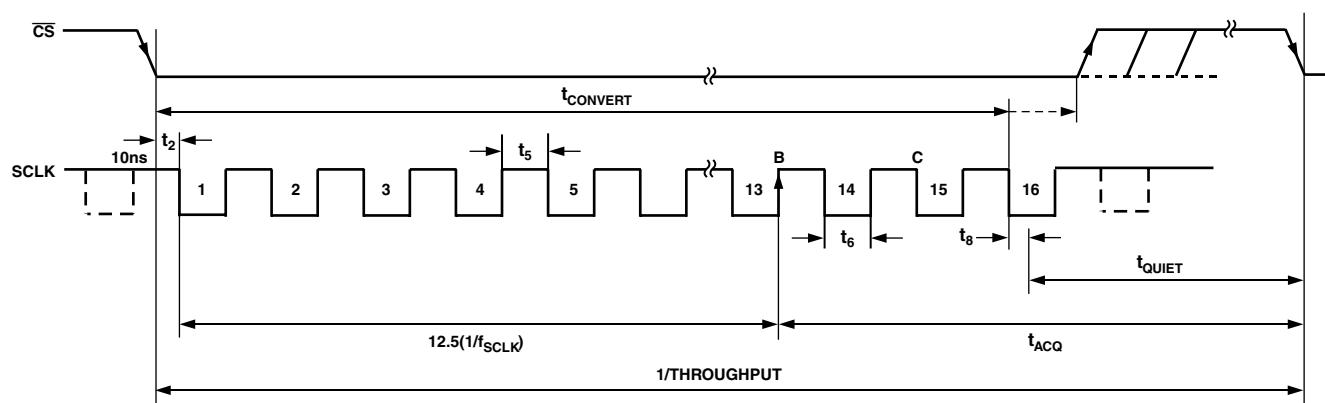 CS
tCONVERT
t2
10ns
t5
B
C
SCLK
1 2 3 4 5 13 14 15 16
t6
t8
tQUIET
12.5(1/fSCLK)
tACQ
1/THROUGHPUT